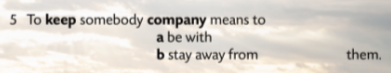 5 To keep somebody company means to
a be with
b stay away from them.